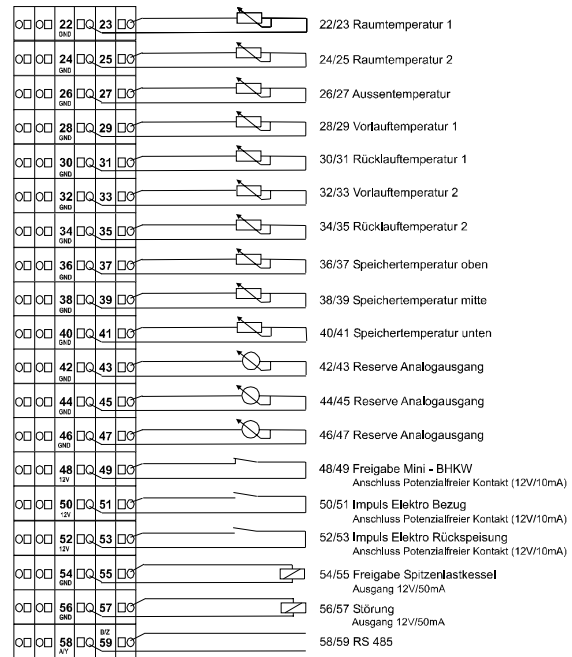 22 23 22/23 Raumtemperatur 1
GND
24 25 24/25 Raumtemperatur 2
GND
26 27 26/27 Aussentemperatur
GND
28 29 28/29 Vorlauftemperatur 1
GND
30 31 30/31 Rücklauftemperatur 1
GND
32 33 32/33 Vorlauftemperatur 2
GND
34 35 34/35 Rücklauftemperatur 2
GND
36 37 36/37 Speichertemperatur oben
GND
38 39 38/39 Speichertemperatur mitte
GND
40 41 40/41 Speichertemperatur unten
GND
42 43 42/43 Reserve Analogausgang
GND
44 45 44/45 Reserve Analogausgang
GND
46 47 46/47 Reserve Analogausgang
GND
48 49 48/49 Freigabe Mini - BHKW
12V Anschluss Potenzialfreier Kontakt (12V/10mA)
50 51 50/51 Impuls Elektro Bezug
12V Anschluss Potenzialfreier Kontakt (12V/10mA)
52 53 52/53 Impuls Elektro Rückspeisung
12V Anschluss Potenzialfreier Kontakt (12V/10mA)
54 55 54/55 Freigabe Spitzenlastkessel
GND Ausgang 12V/50mA
56 57 56/57 Störung
GND Ausgang 12V/50mA
B/Z
58 59 58/59 RS 485
A/Y